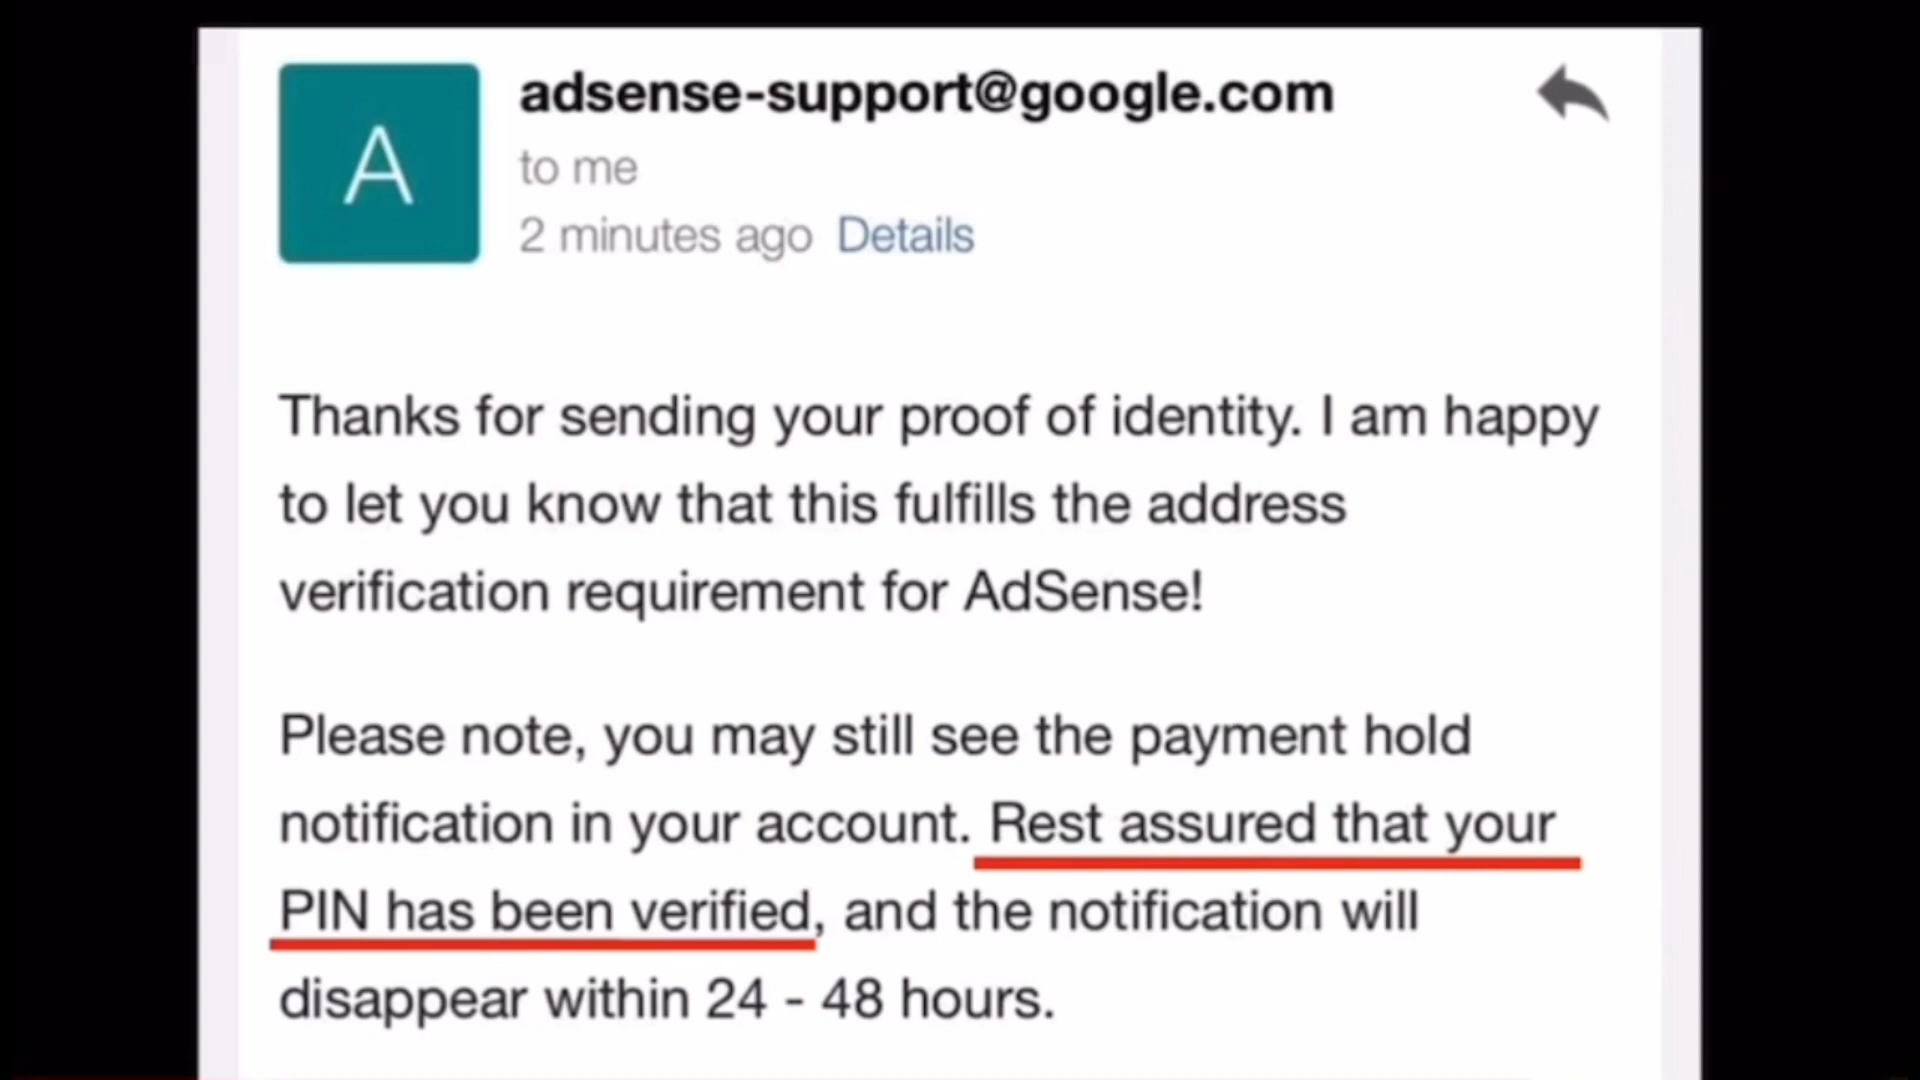 A
adsense-support@google.com
to me
2 minutes ago Details
Thanks for sending your proof of identity. I am happy
to let you know that this fulfills the address
verification requirement for AdSense!
Please note, you may still see the payment hold
notification in your account. Rest assured that your
PIN has been verified, and the notification will
disappear within 24 - 48 hours.